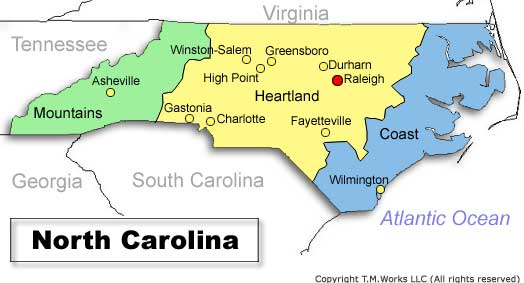 Virginia
Tennessee
Winston-Salem
Greensboro
High Point
Durham
Raleigh
Asheville
Mountains
Heartland
Gastonia
Charlotte
Fayetteville
Coast
Georgia
South Carolina
Wilmington
Atlantic Ocean
North Carolina
Copyright T.M.Works LLC (All rights reserved)